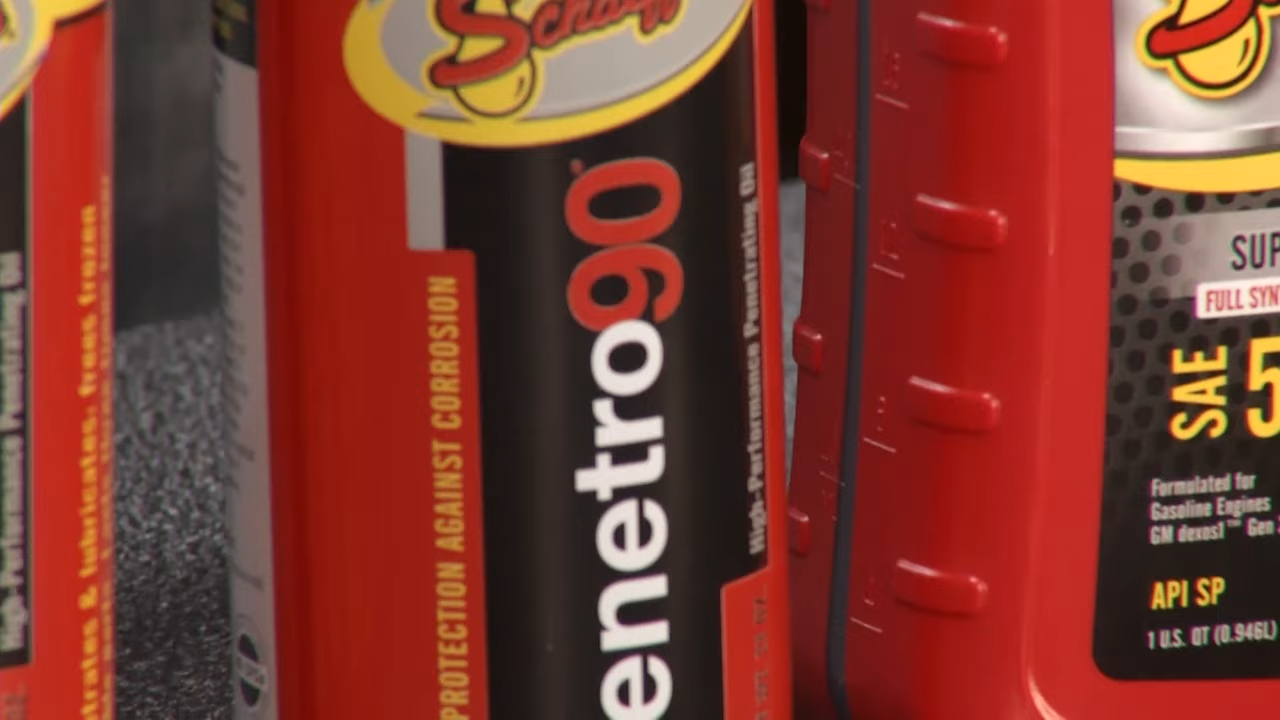 High-Performance Penetrating Oil
trates & lubricates, frees frozen
Schaeff
PROTECTION AGAINST CORROSION
enetro90
High-Performance Penetrating Oil
SUP
FULL SYN
SAE 5
Formulated for
Gasoline Engines
GM dexos1™ Gen
API SP
1 U.S. QT (0.946L)